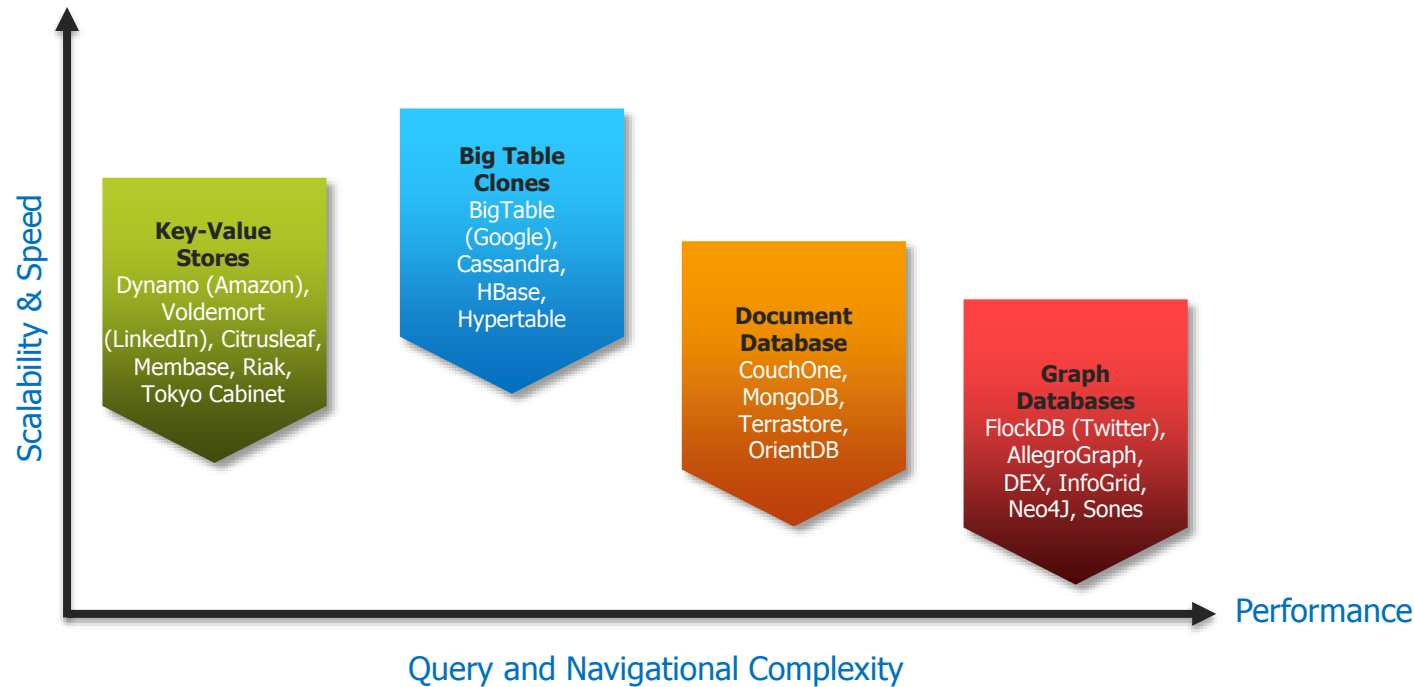 Scalability & Speed
Key-Value
Stores
Dynamo (Amazon),
Voldemort
(LinkedIn), Citrusleaf,
Membase, Riak,
Tokyo Cabinet
Big Table
Clones
BigTable
(Google),
Cassandra,
HBase,
Hypertable
Document
Database
CouchOne,
MongoDB,
Terrastore,
OrientDB
Graph
Databases
FlockDB (Twitter),
AllegroGraph,
DEX, InfoGrid,
Neo4J, Sones
Performance
Query and Navigational Complexity